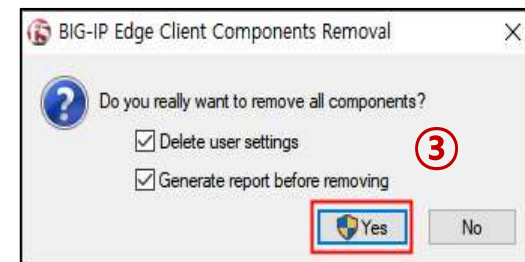 BIG-IP Edge Client Components Removal
Do you really want to remove all components?
Delete user settings
③
Generate report before removing
Yes No